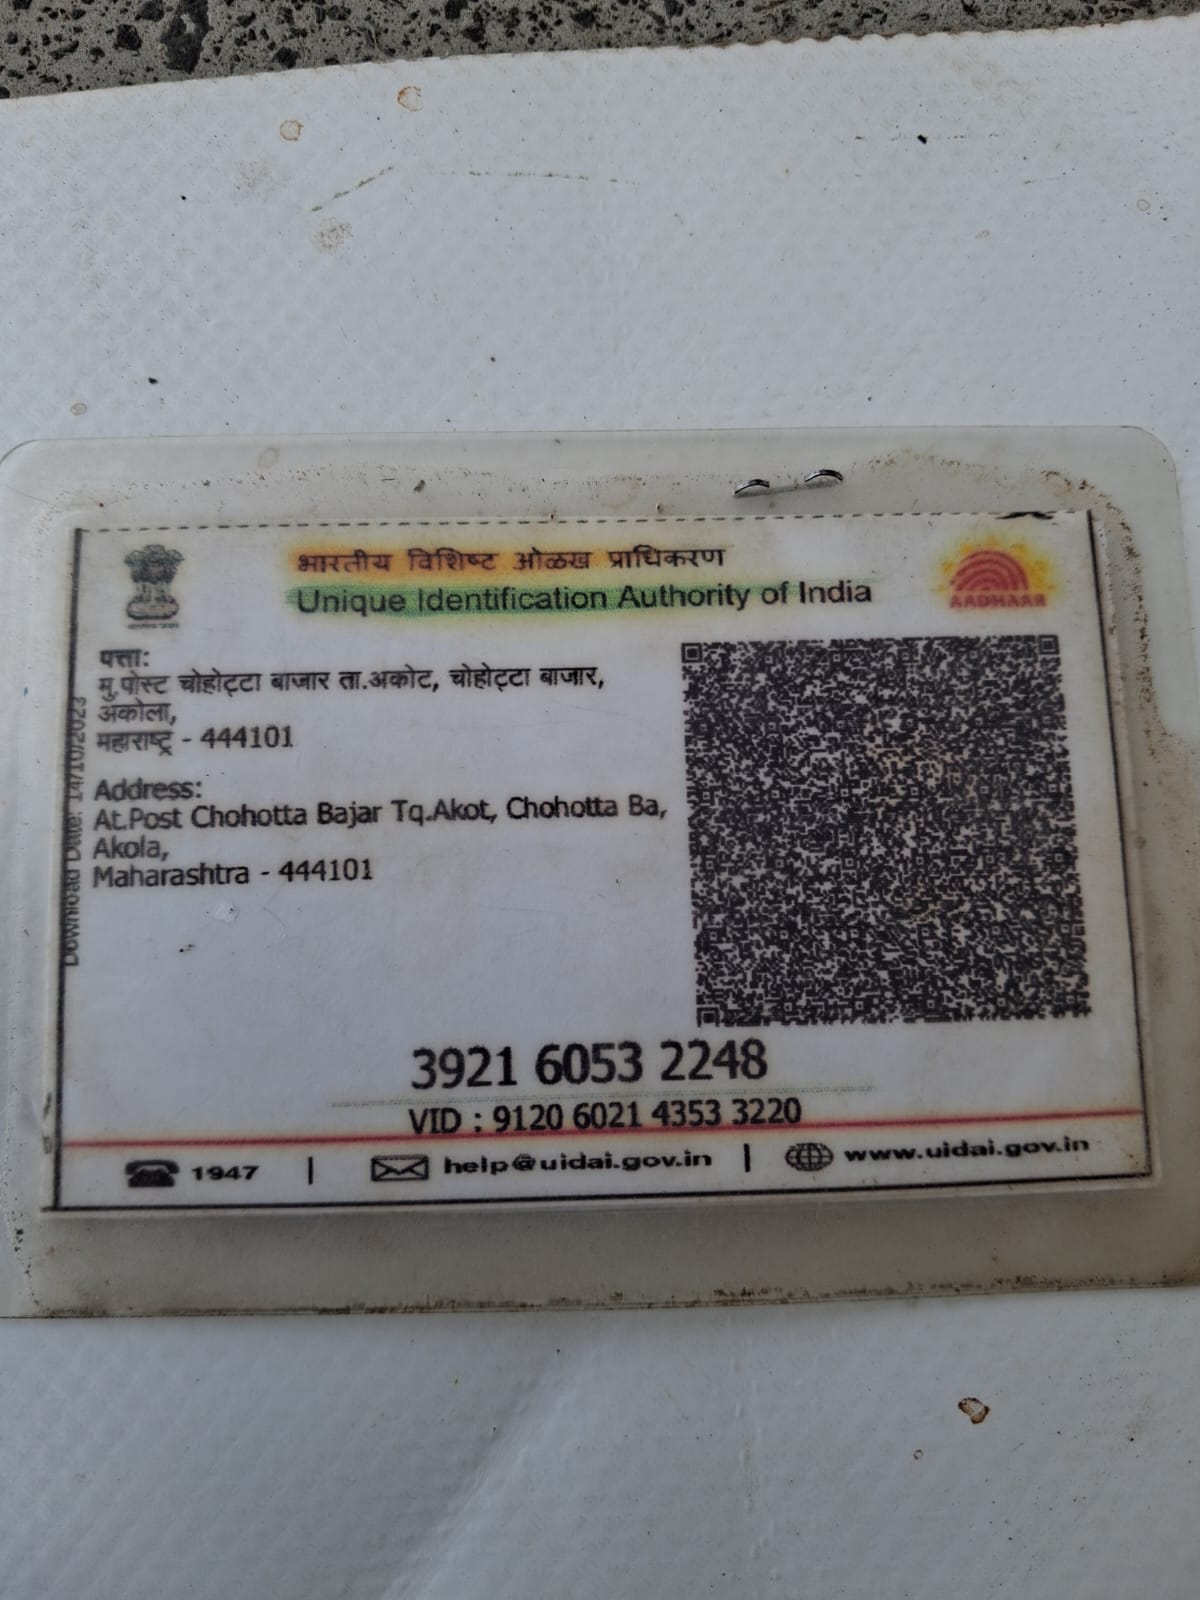 भारतीय विशिष्ट ओळख प्राधिकरण
Unique Identification Authority of India
AADHAAR
पत्ता:
मु.पोस्ट चोहोट्टा बाजार ता.अकोट, चोहोट्टा बाजार,
अकोला,
महाराष्ट्र - 444101
Address:
At.Post Chohotta Bajar Tq.Akot, Chohotta Ba,
Akola,
Maharashtra - 444101
Download Date: 14/10/2023
3921 6053 2248
VID : 9120 6021 4353 3220
1947 | help@uidai.gov.in | www.uidai.gov.in